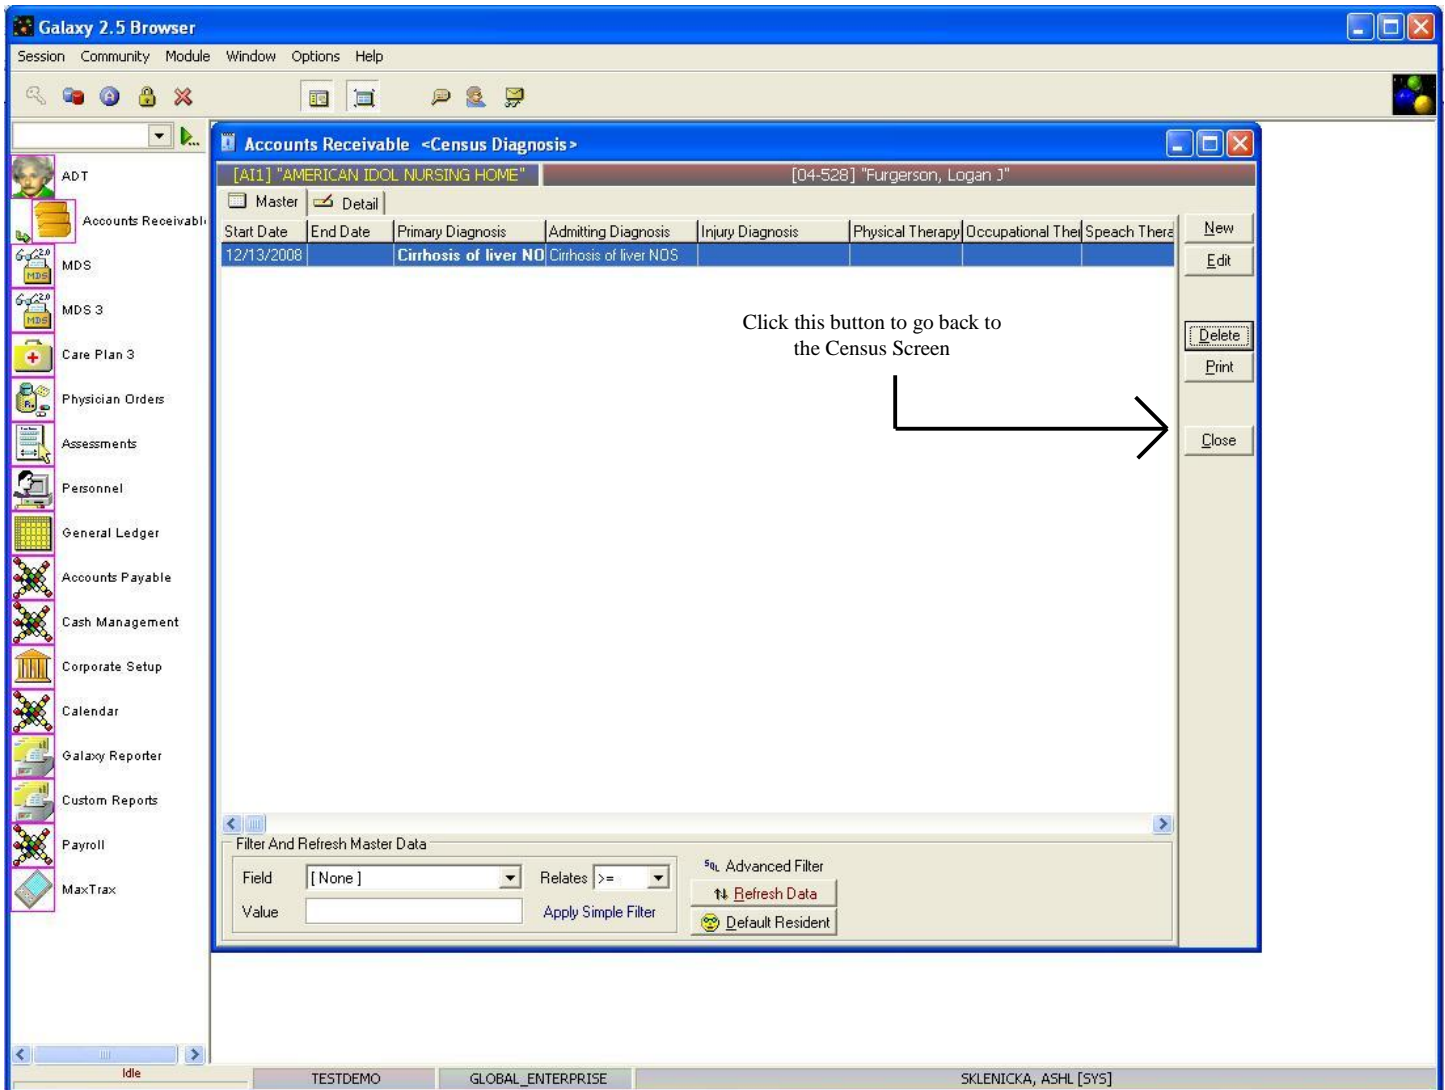 Galaxy 2.5 Browser
Session Community Module Window Options Help
Accounts Receivable <Census Diagnosis>
[AI1] "AMERICAN IDOL NURSING HOME" [04-528] "Furgerson, Logan J"
Master Detail
Start Date End Date Primary Diagnosis Admitting Diagnosis Injury Diagnosis Physical Therapy Occupational Ther Speach Thera
12/13/2008 Cirrhosis of liver NO Cirrhosis of liver NOS
New
Edit
Delete
Print
Close
Click this button to go back to
the Census Screen
ADT
Accounts Receivabl
MDS
MDS 3
Care Plan 3
Physician Orders
Assessments
Personnel
General Ledger
Accounts Payable
Cash Management
Corporate Setup
Calendar
Galaxy Reporter
Custom Reports
Payroll
MaxTrax
Filter And Refresh Master Data
Field [ None ] Relates >=
Value Apply Simple Filter
SQL Advanced Filter
Refresh Data
Default Resident
Idle TESTDEMO GLOBAL_ENTERPRISE SKLENICKA, ASHL [SYS]